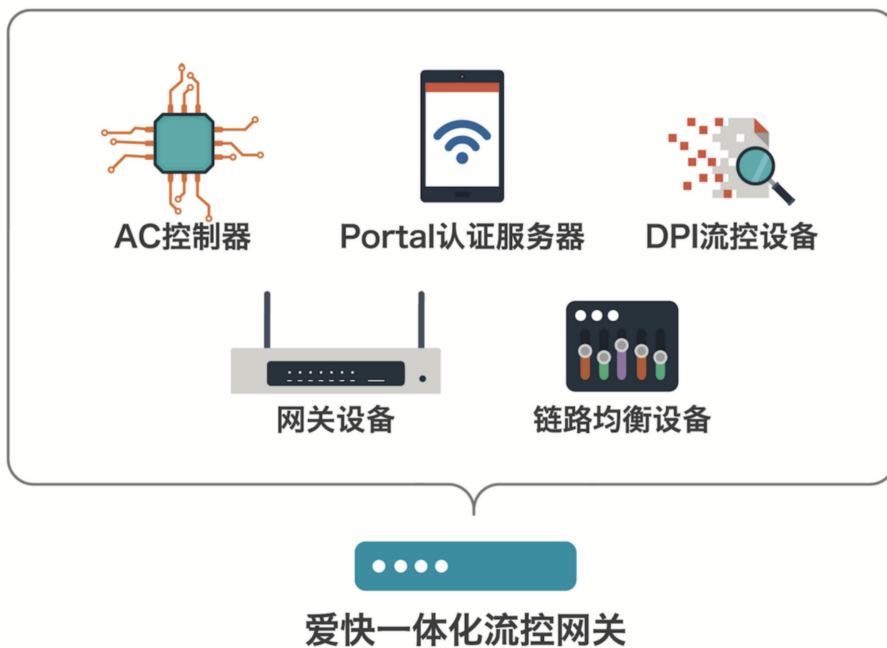 AC控制器
Portal认证服务器
DPI流控设备
网关设备
链路均衡设备
爱快一体化流控网关